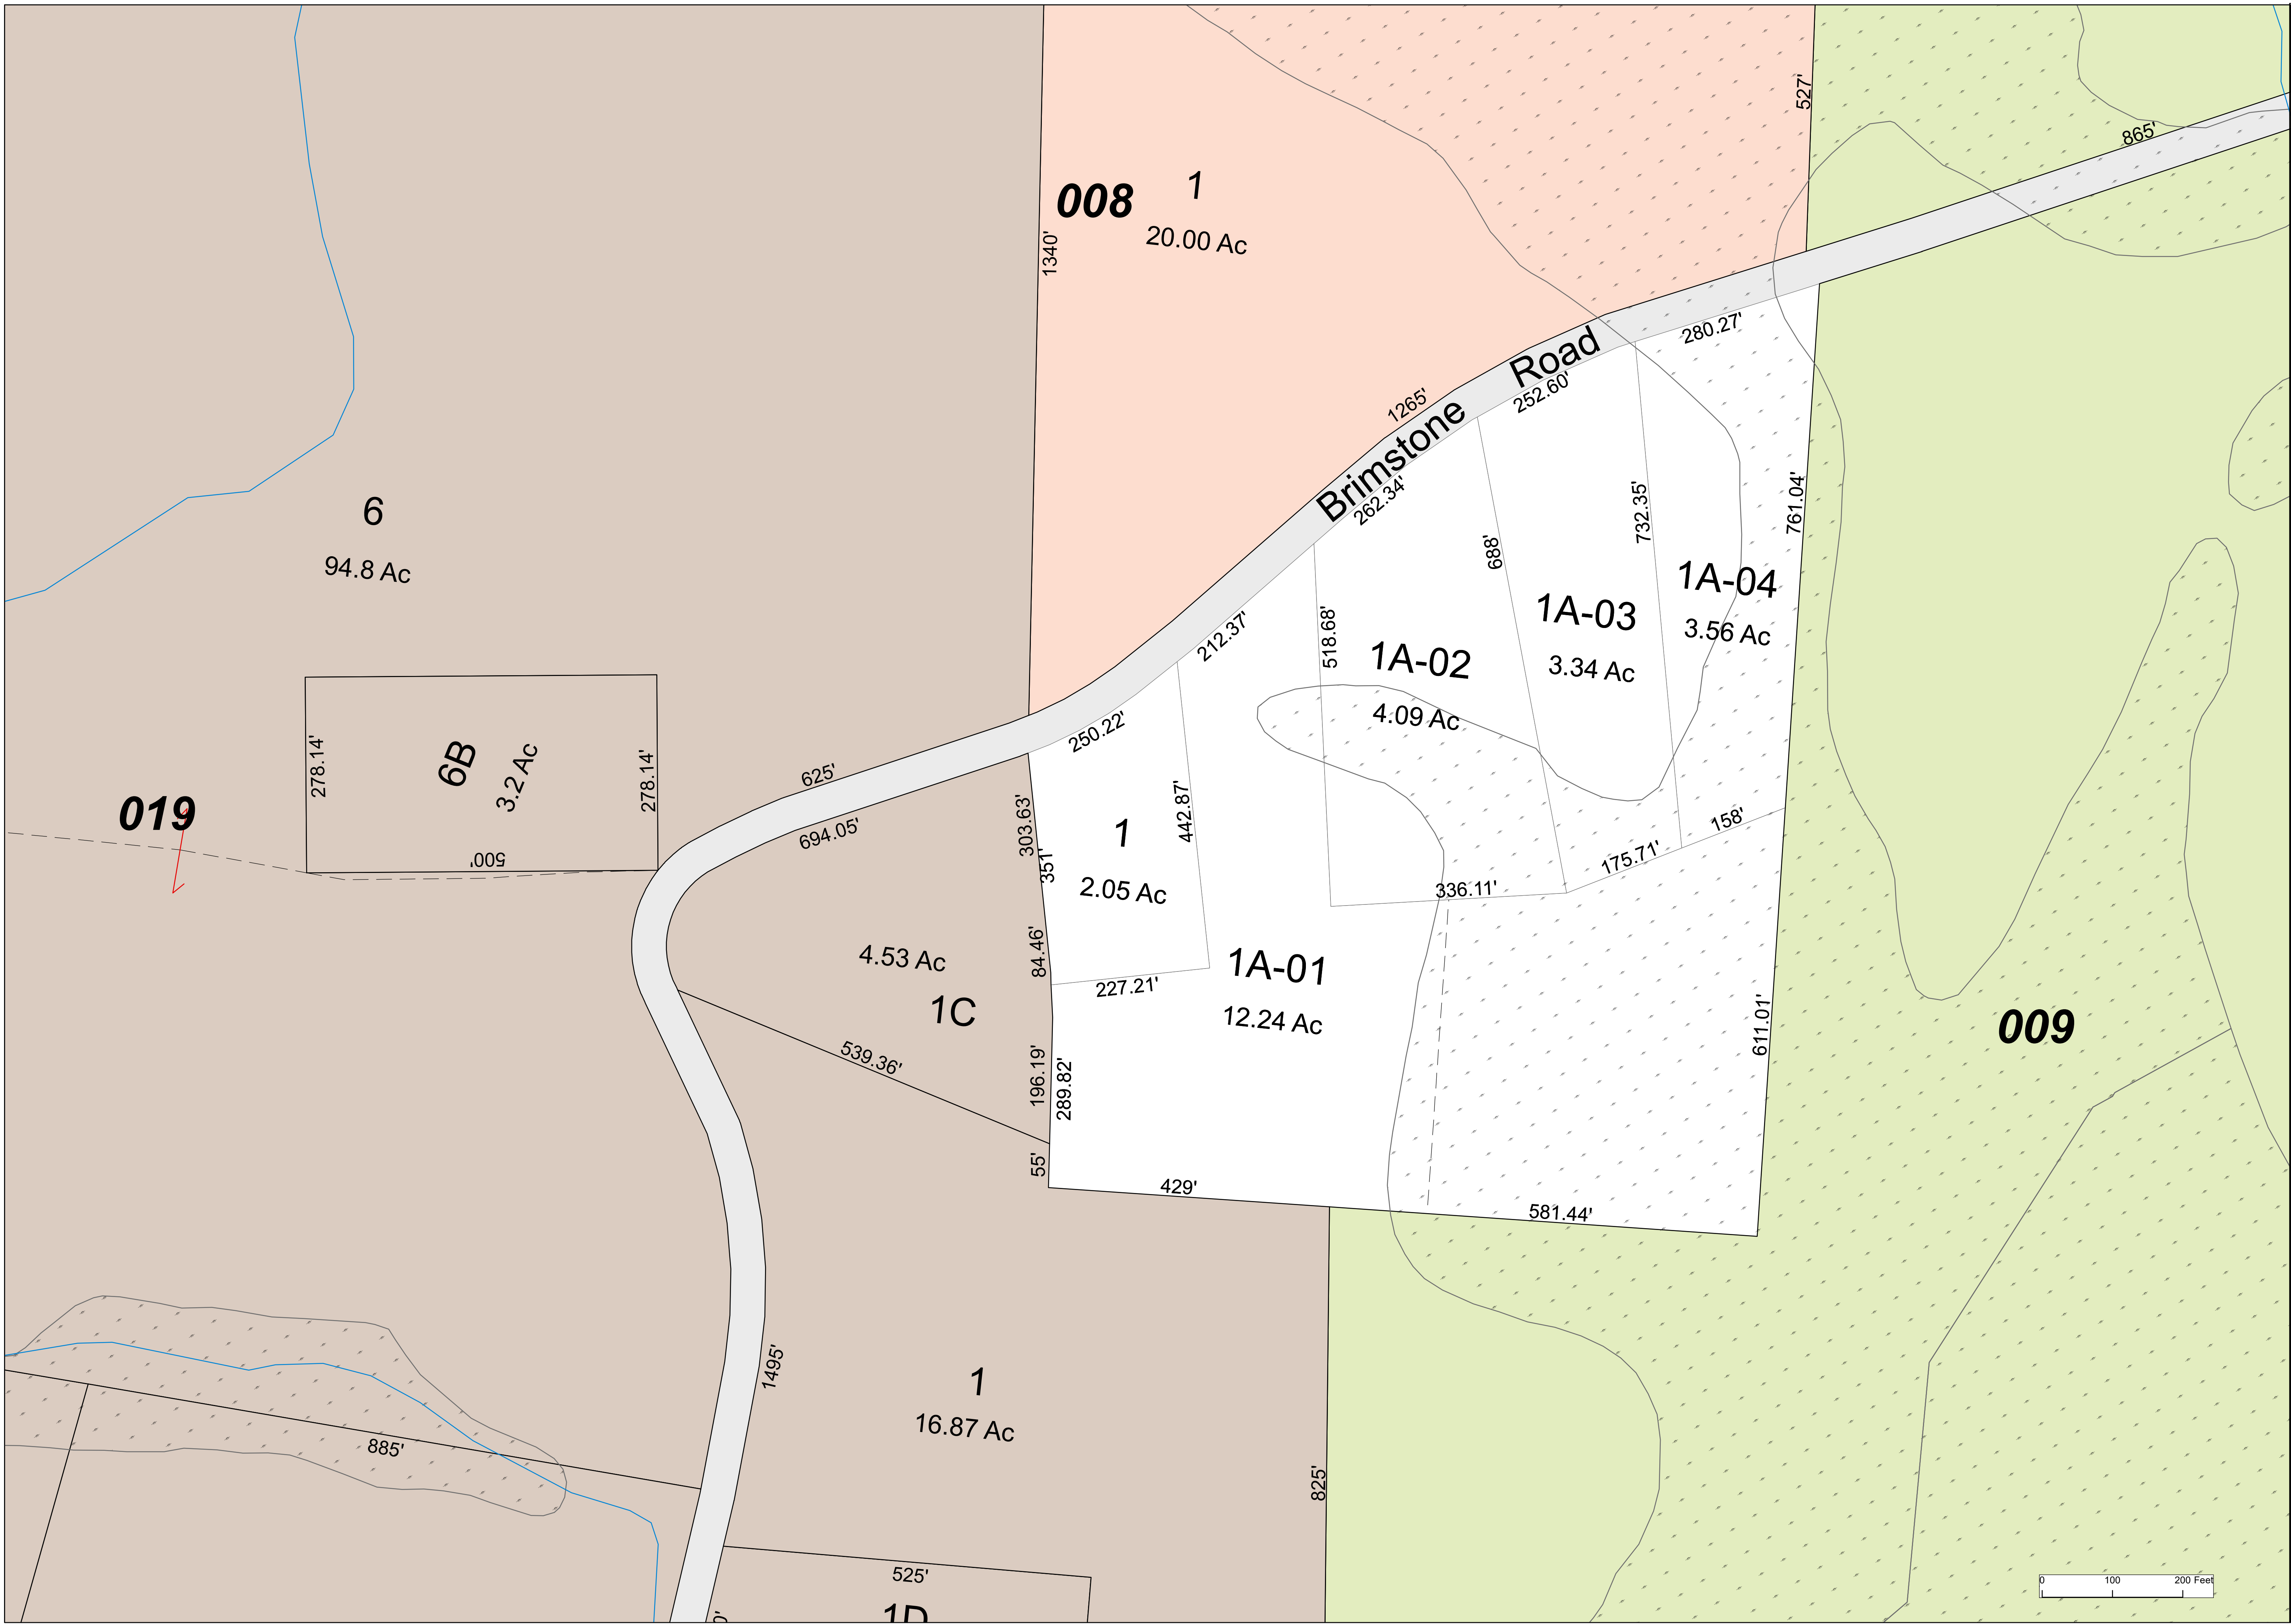 527'
865'
008
1
20.00 Ac
1340'
280.27'
Brimstone Road
252.60'
1265'
262.34'
6
94.8 Ac
688'
732.35'
761.04'
1A-04
3.56 Ac
1A-03
3.34 Ac
518.68'
212.37'
1A-02
4.09 Ac
250.22'
278.14'
6B
3.2 Ac
278.14'
500'
019
625'
694.05'
303.63'
351'
442.87'
1
2.05 Ac
158'
175.71'
336.11'
84.46'
4.53 Ac
1C
227.21'
1A-01
12.24 Ac
611.01'
009
539.36'
196.19'
289.82'
55'
429'
581.44'
1495'
1
16.87 Ac
885'
825'
525'
1D
0'
0 100 200 Feet